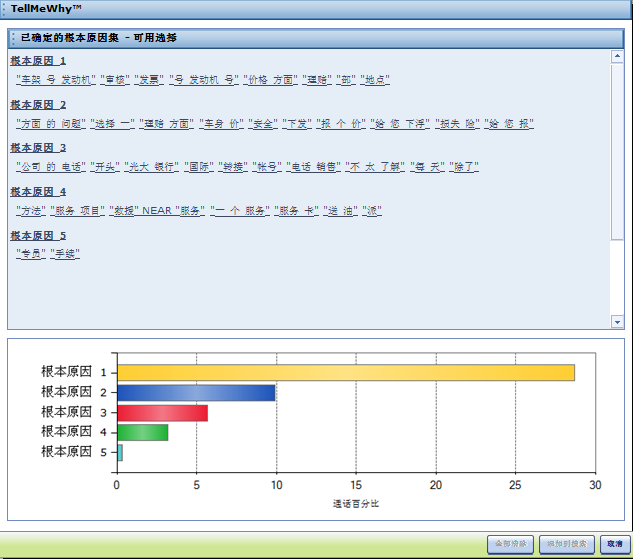 TellMeWhy™
已确定的根本原因集 - 可用选择
根本原因 1
"车架 号 发动机" "审核" "发票" "号 发动机 号" "价格 方面" "理赔" "部" "地点"
根本原因 2
"方面 的 问题" "选择 一" "理赔 方面" "车身 价" "安全" "下发" "报 个 价" "给 您 下浮" "损失 险" "给 您 报"
根本原因 3
"公司 的 电话" "开头" "光大 银行" "国际" "转接" "帐号" "电话 销售" "不 太 了解" "每 天" "除了"
根本原因 4
"方法" "服务 项目" "救援" NEAR "服务" "一 个 服务" "服务 卡" "送 油" "派"
根本原因 5
"专员" "手续"
根本原因 1
根本原因 2
根本原因 3
根本原因 4
根本原因 5
0 5 10 15 20 25 30
通话百分比
全部移除 添加到搜索 取消